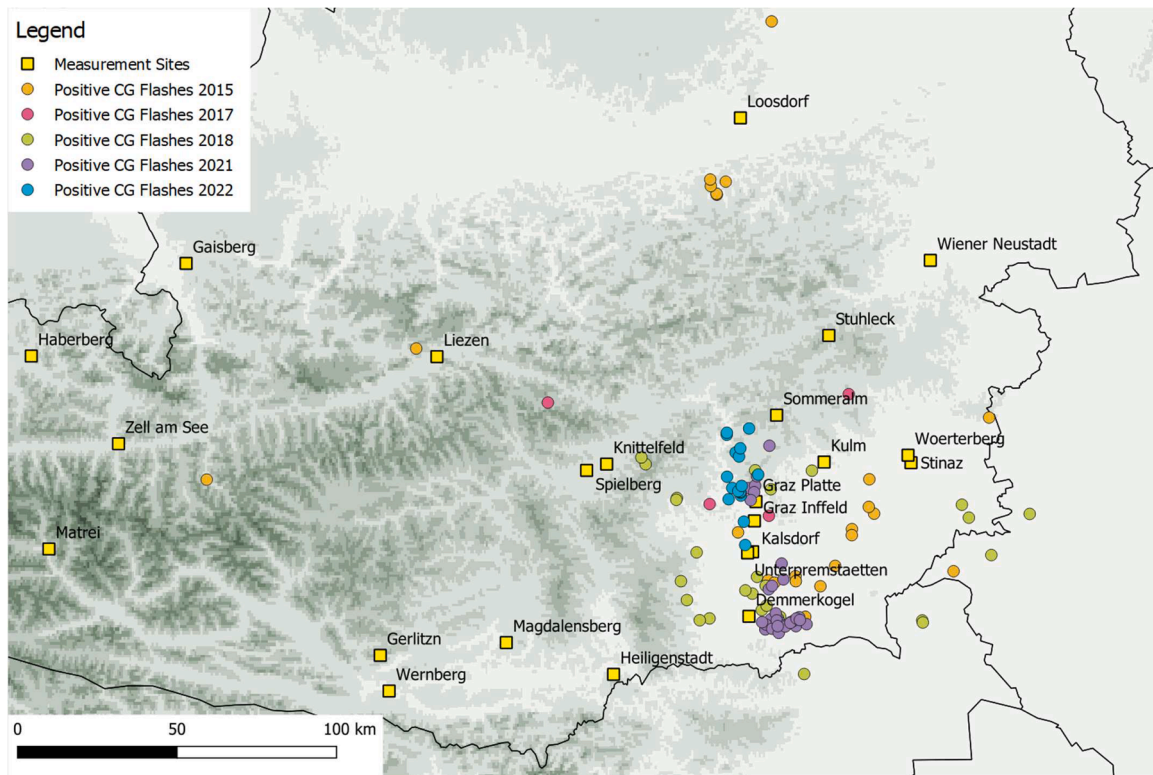 Legend
Measurement Sites
Positive CG Flashes 2015
Positive CG Flashes 2017
Positive CG Flashes 2018
Positive CG Flashes 2021
Positive CG Flashes 2022
Loosdorf
Gaisberg
Wiener Neustadt
Haberberg
Liezen
Stuhleck
Sommeralm
Zell am See
Knittelfeld
Kulm
Woerterberg
Spielberg
Stinaz
Graz Platte
Graz Inffeld
Matrei
Kalsdorf
Unterpremstaetten
Demmerkogel
Magdalensberg
Gerlitzn
Heiligenstadt
Wernberg
0 50 100 km